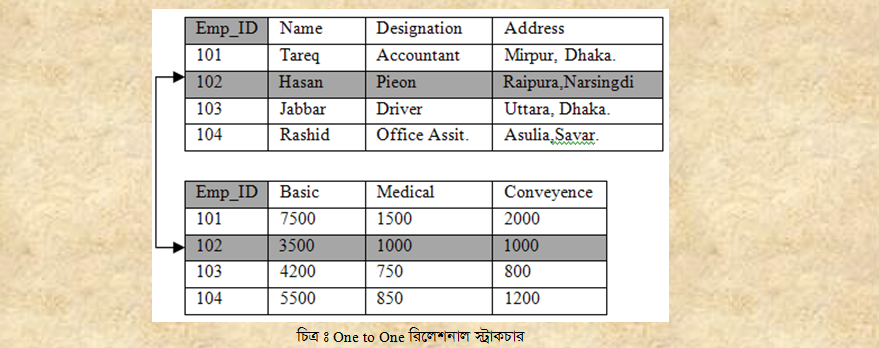 Emp_ID Name Designation Address
101 Tareq Accountant Mirpur, Dhaka.
102 Hasan Pieon Raipura,Narsingdi
103 Jabbar Driver Uttara, Dhaka.
104 Rashid Office Assit. Asulia,Savar.
Emp_ID Basic Medical Conveyence
101 7500 1500 2000
102 3500 1000 1000
103 4200 750 800
104 5500 850 1200
চিত্র ঃ One to One রিলেশনাল স্ট্রাকচার